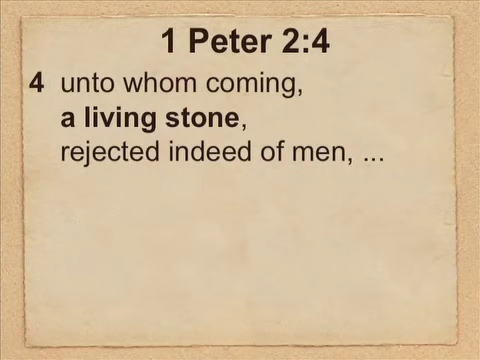 1 Peter 2:4
4 unto whom coming,
a living stone,
rejected indeed of men, ...